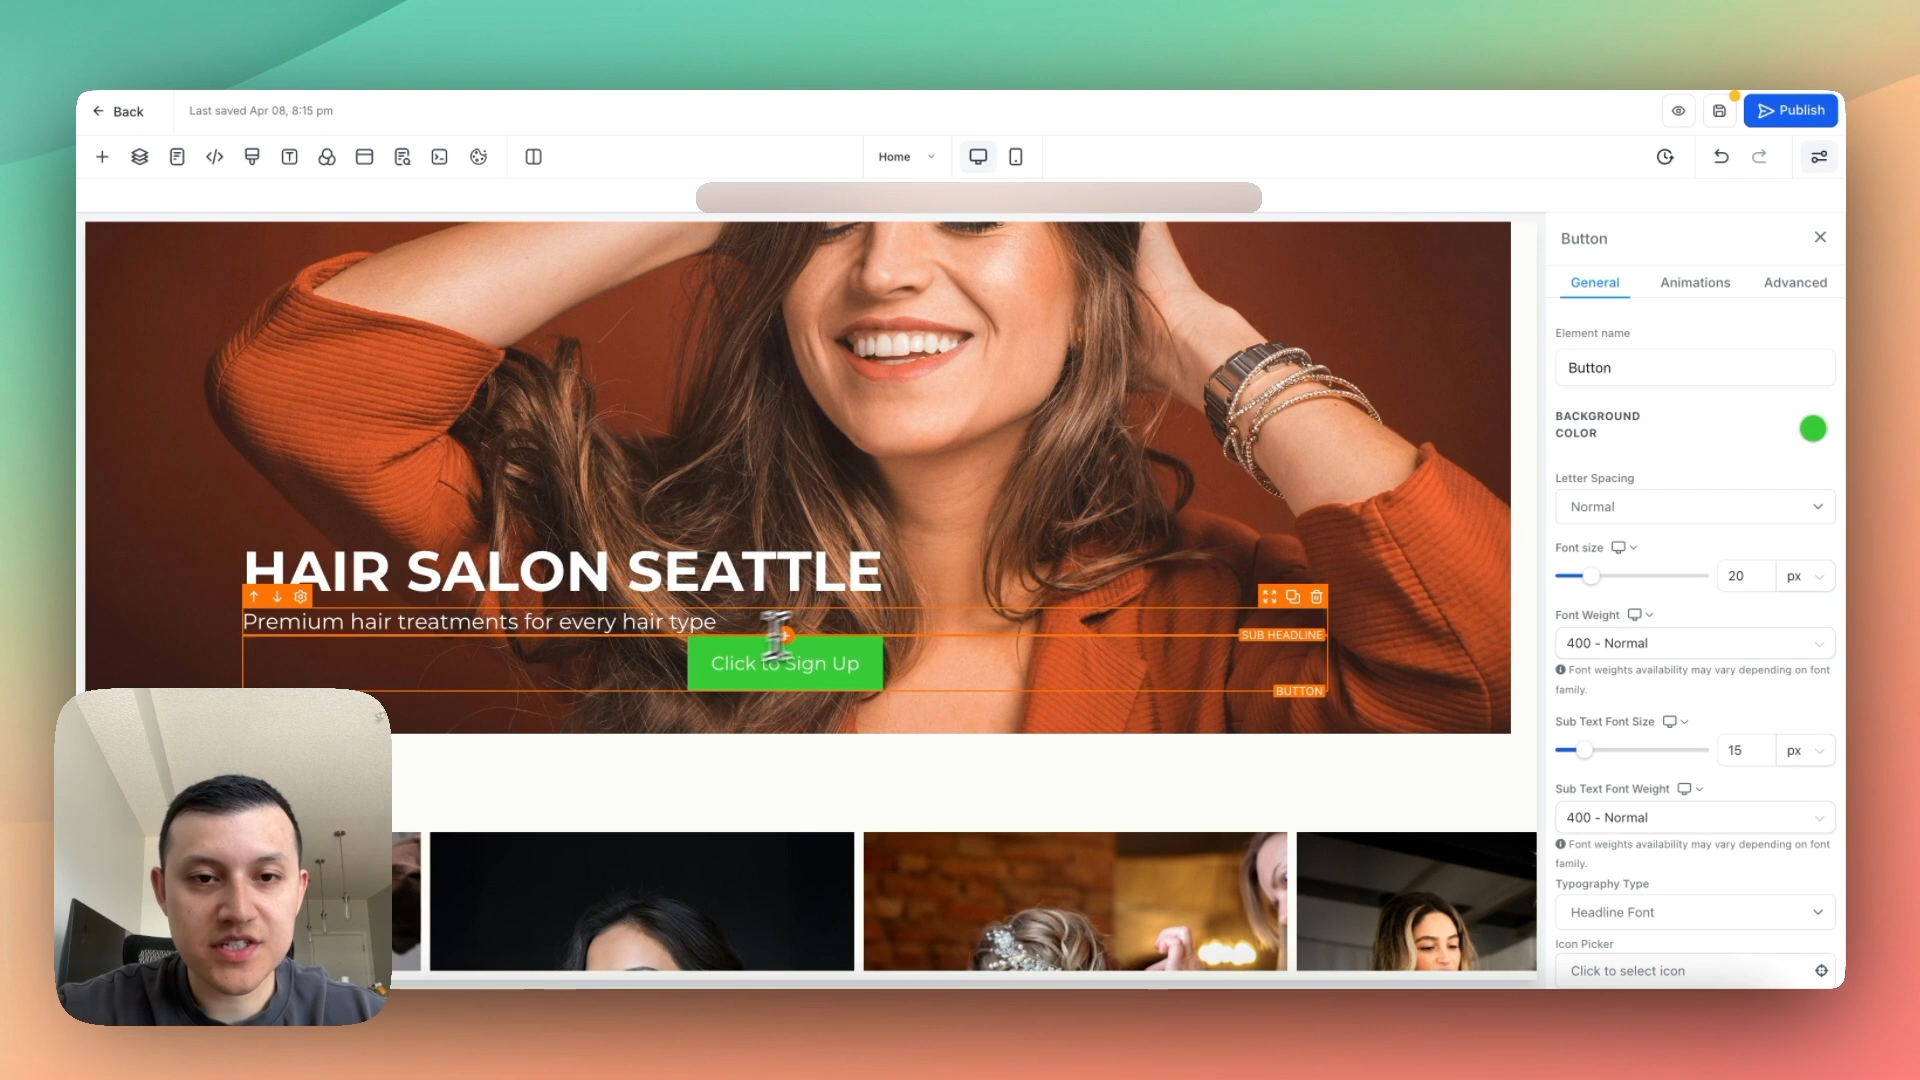 Back
Last saved Apr 08, 8:15 pm
Publish
Home
HAIR SALON SEATTLE
Premium hair treatments for every hair type
SUB HEADLINE
Click to Sign Up
BUTTON
Button
General Animations Advanced
Element name
Button
BACKGROUND
COLOR
Letter Spacing
Normal
Font size
20 px
Font Weight
400 - Normal
Font weights availability may vary depending on font
family.
Sub Text Font Size
15 px
Sub Text Font Weight
400 - Normal
Font weights availability may vary depending on font
family.
Typography Type
Headline Font
Icon Picker
Click to select icon